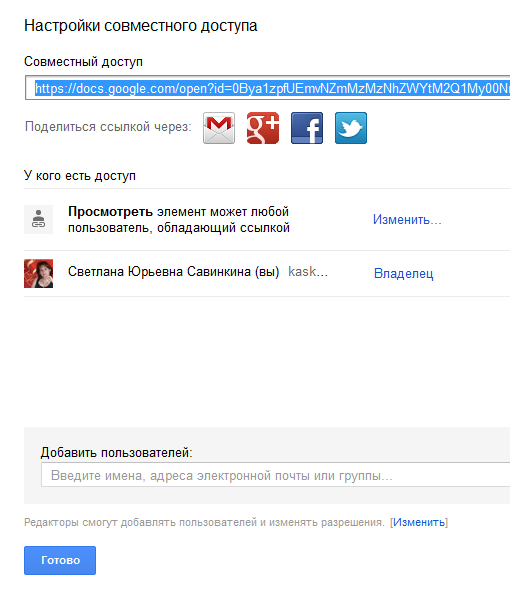 Настройки совместного доступа
Совместный доступ
https://docs.google.com/open?id=0Bya1zpfUEmvNZmMzMzNhZWYtM2Q1My00N
Поделиться ссылкой через:
У кого есть доступ
Просмотреть элемент может любой
пользователь, обладающий ссылкой
Изменить...
Светлана Юрьевна Савинкина (вы) kask...
Владелец
Добавить пользователей:
Введите имена, адреса электронной почты или группы...
Редакторы смогут добавлять пользователей и изменять разрешения. [Изменить]
Готово